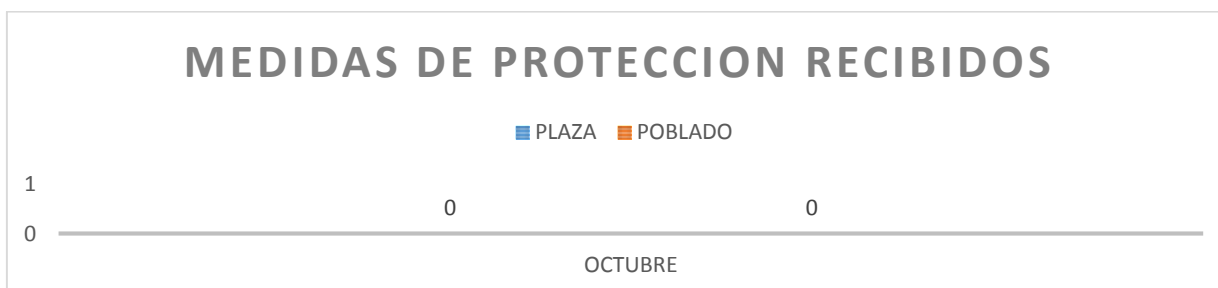 MEDIDAS DE PROTECCION RECIBIDOS
PLAZA POBLADO
1
0 0
0
OCTUBRE